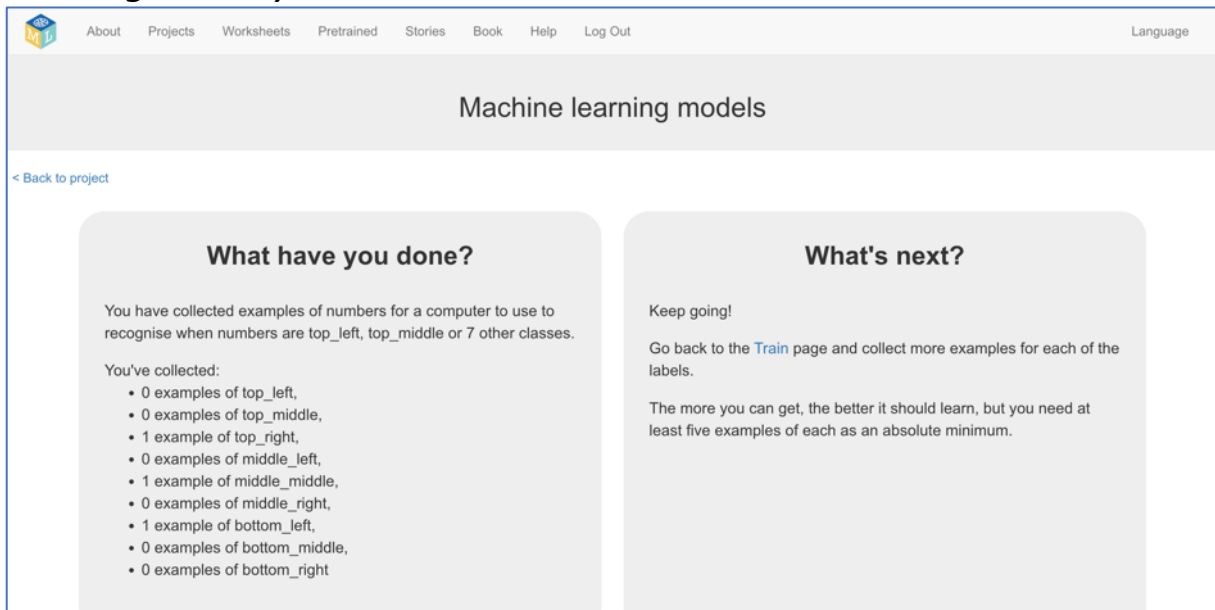 About Projects Worksheets Pretrained Stories Book Help Log Out Language
Machine learning models
< Back to project
What have you done?
You have collected examples of numbers for a computer to use to
recognise when numbers are top_left, top_middle or 7 other classes.
You've collected:
• 0 examples of top_left,
• 0 examples of top_middle,
• 1 example of top_right,
• 0 examples of middle_left,
• 1 example of middle_middle,
• 0 examples of middle_right,
• 1 example of bottom_left,
• 0 examples of bottom_middle,
• 0 examples of bottom_right
What's next?
Keep going!
Go back to the Train page and collect more examples for each of the
labels.
The more you can get, the better it should learn, but you need at
least five examples of each as an absolute minimum.